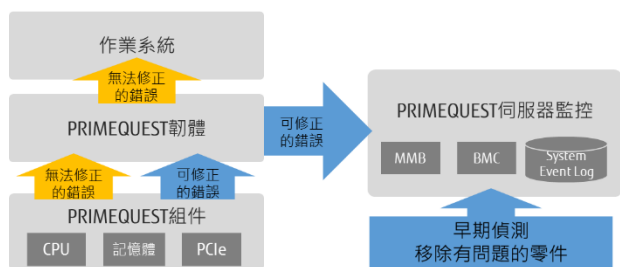 作業系統
無法修正
的錯誤
PRIMEQUEST韌體
可修正
的錯誤
無法修正
的錯誤
可修正
的錯誤
PRIMEQUEST組件
CPU
記憶體
PCIe
PRIMEQUEST伺服器監控
MMB
BMC
System
Event Log
早期偵測
移除有問題的零件